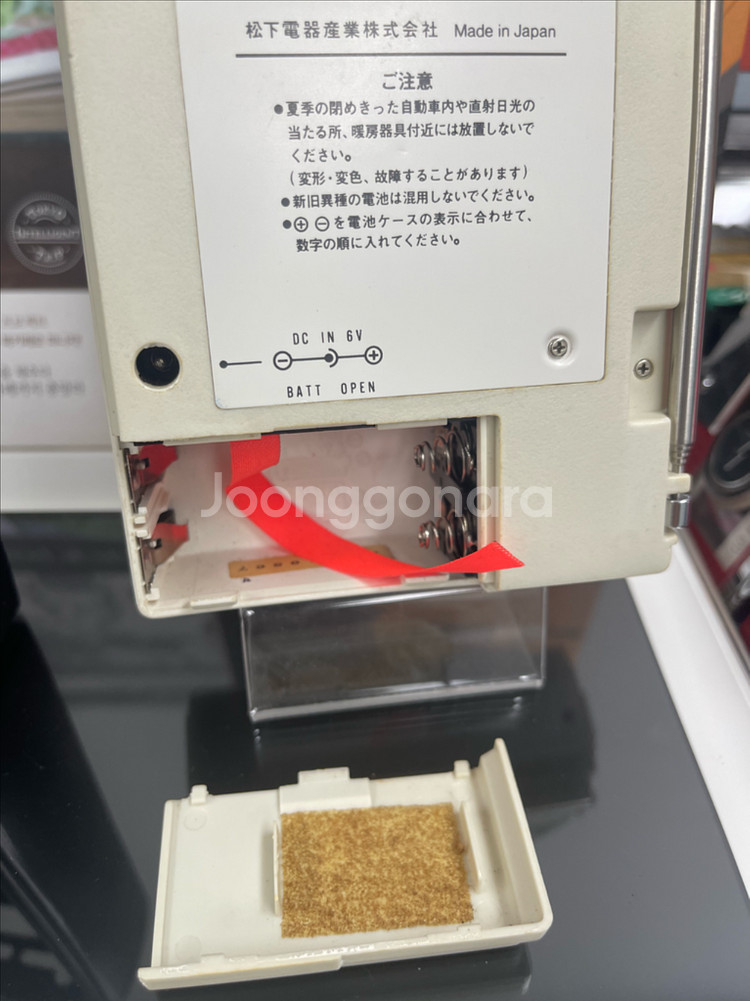 松下電器産業株式会社 Made in Japan
ご注意
●夏季の閉めきった自動車内や直射日光の
当たる所、暖房器具付近には放置しないで
ください。
(変形・変色、故障することがあります)
●新旧異種の電池は混用しないでください。
●⊕⊖を電池ケースの表示に合わせて、
数字の順に入れてください。
DC IN 6V
BATT OPEN
Joonggonara